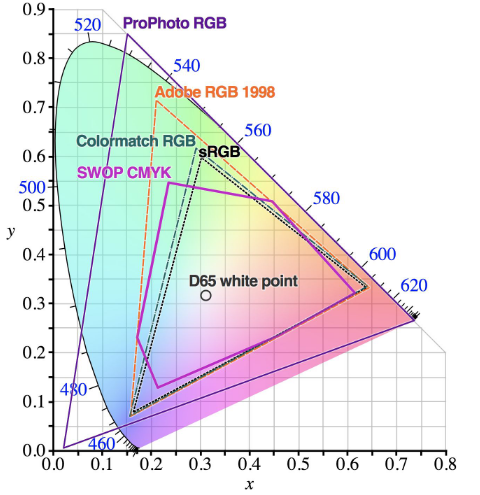 0.9
520
ProPhoto RGB
0.8
540
Adobe RGB 1998
0.7
560
Colormatch RGB
sRGB
0.6
SWOP CMYK
500
580
0.5
y
0.4
600
D65 white point
620
0.3
0.2
480
0.1
460
0.0
0.0 0.1 0.2 0.3 0.4 0.5 0.6 0.7 0.8
x